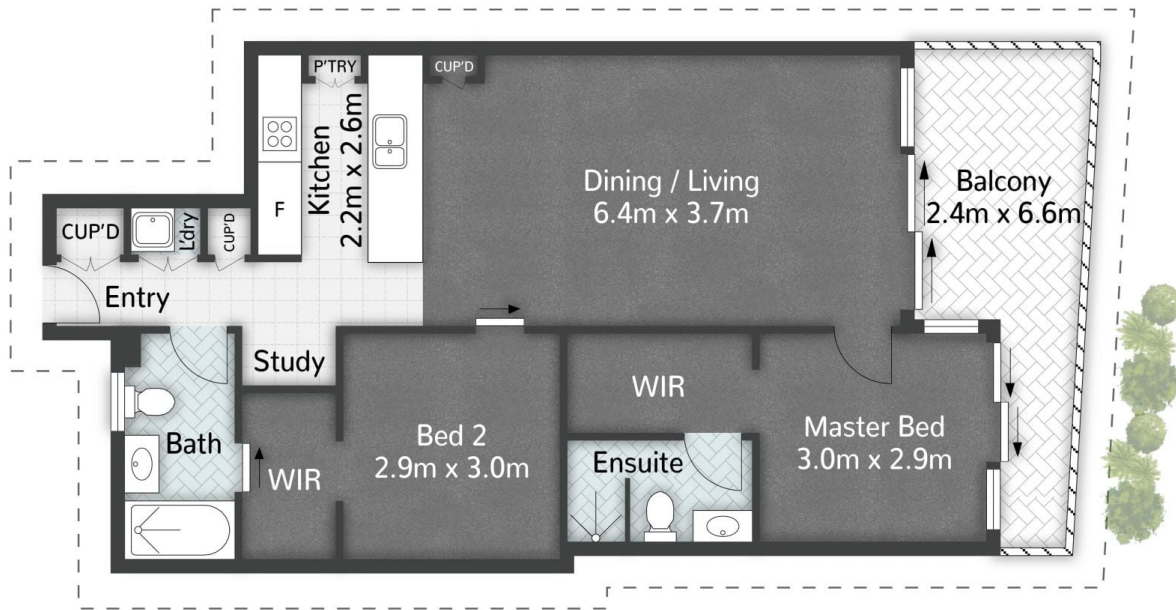 P'TRY
CUP'D
Kitchen
2.2m x 2.6m
F
Dining / Living
6.4m x 3.7m
Balcony
2.4m x 6.6m
CUP'D
L'dry
CUP'D
Entry
Study
Bath
WIR
Bed 2
2.9m x 3.0m
WIR
Ensuite
Master Bed
3.0m x 2.9m